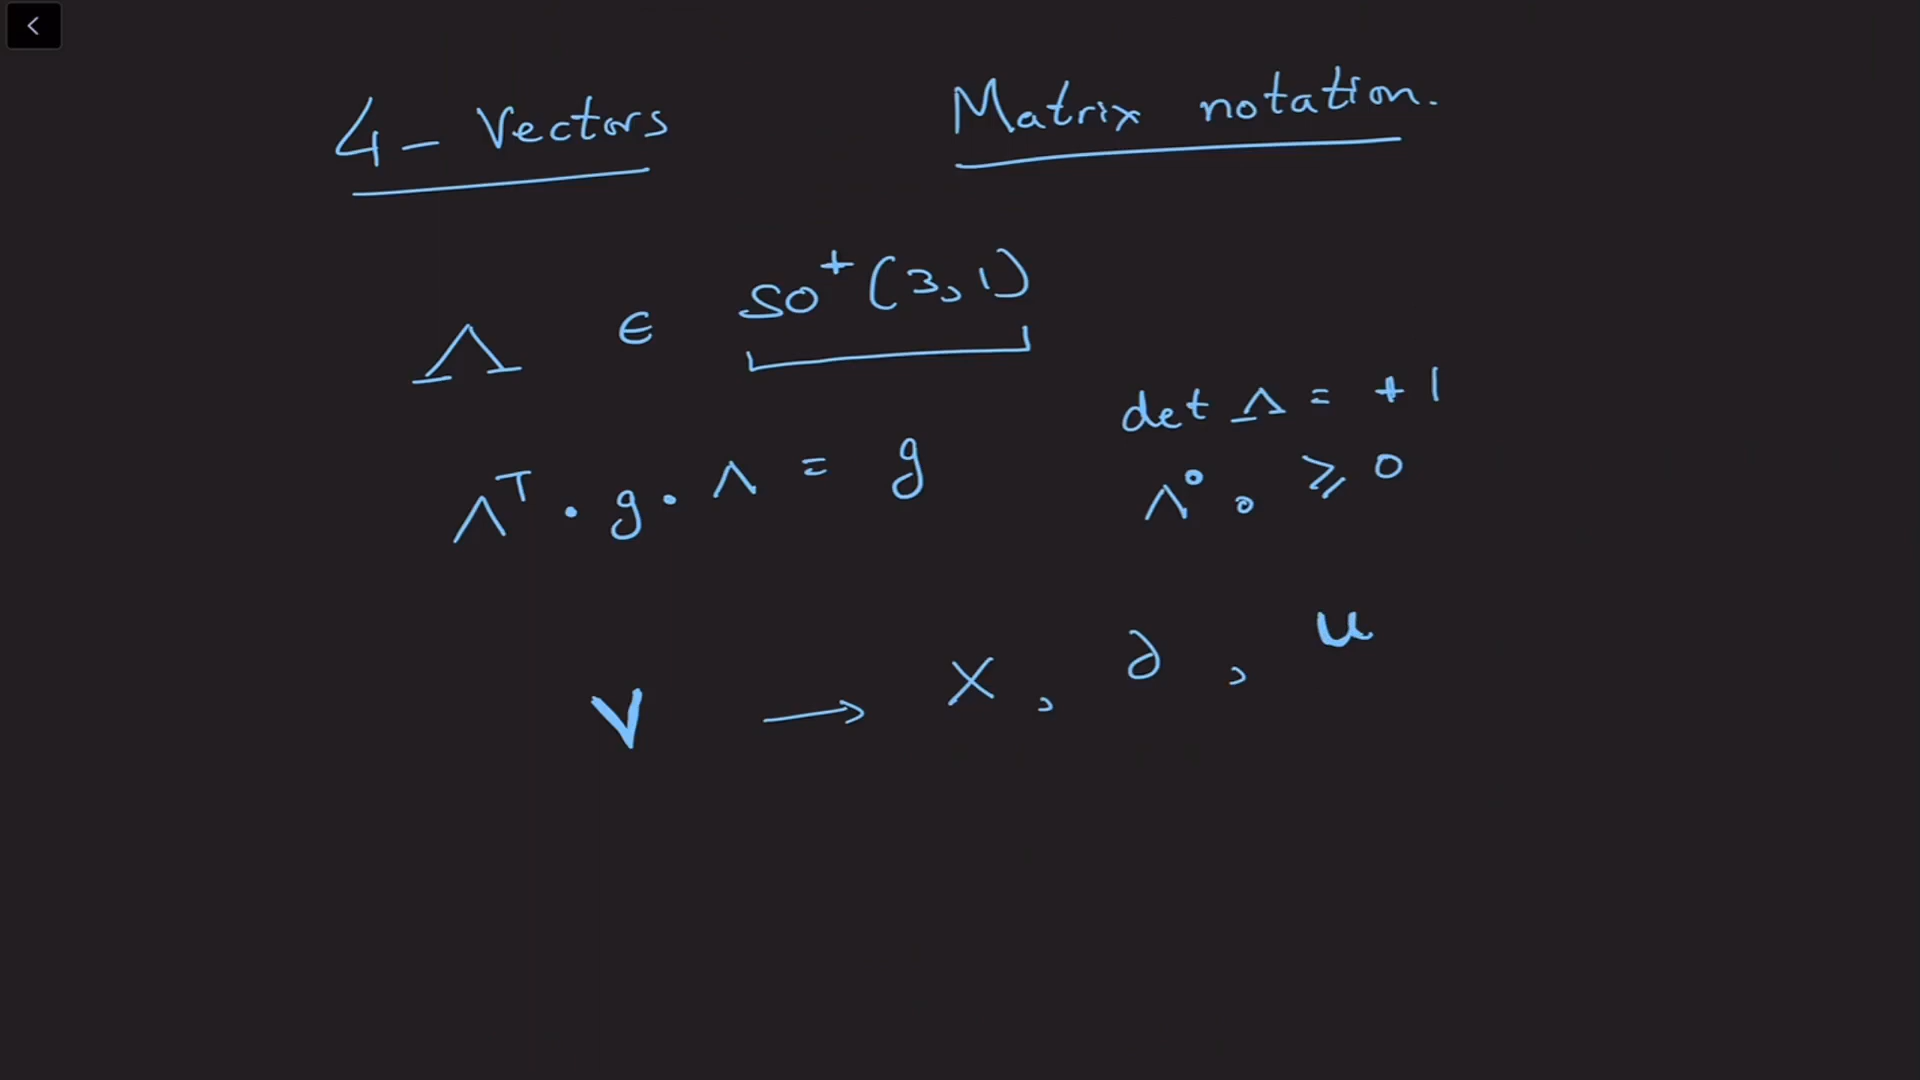 4 - Vectors
Matrix notation.
Λ ∈ SO⁺(3,1)
det Λ = +1
Λᵀ · g · Λ = g
Λ⁰₀ ⩾ 0
V → X, ∂, u